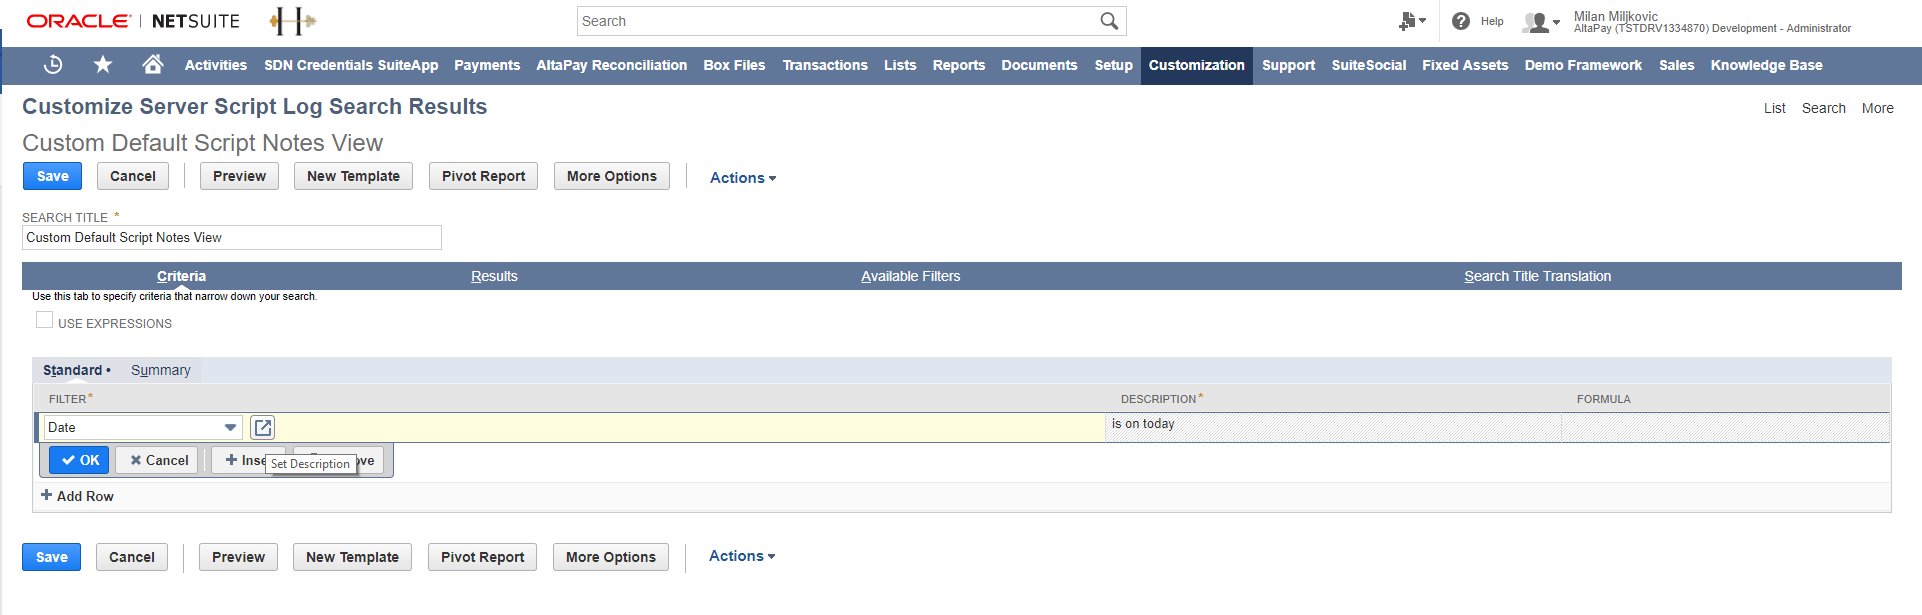 ORACLE | NETSUITE
H
Search
Help
Milan Miljkovic
AltaPay (TSTDRV1334870) Development - Administrator
Activities SDN Credentials SuiteApp Payments AltaPay Reconciliation Box Files Transactions Lists Reports Documents Setup Customization Support SuiteSocial Fixed Assets Demo Framework Sales Knowledge Base
Customize Server Script Log Search Results
List Search More
Custom Default Script Notes View
Save Cancel Preview New Template Pivot Report More Options Actions
SEARCH TITLE *
Custom Default Script Notes View
Criteria Results Available Filters Search Title Translation
Use this tab to specify criteria that narrow down your search.
USE EXPRESSIONS
Standard • Summary
FILTER* DESCRIPTION* FORMULA
Date is on today
OK Cancel + Inse ove
Set Description
+ Add Row
Save Cancel Preview New Template Pivot Report More Options Actions